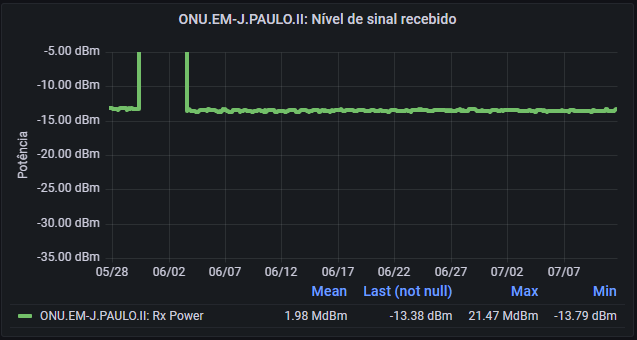 ONU.EM-J.PAULO.II: Nível de sinal recebido
-5.00 dBm
-10.00 dBm
-15.00 dBm
-20.00 dBm
-25.00 dBm
-30.00 dBm
-35.00 dBm
Potência
05/28 06/02 06/07 06/12 06/17 06/22 06/27 07/02 07/07
Mean Last (not null) Max Min
ONU.EM-J.PAULO.II: Rx Power 1.98 MdBm -13.38 dBm 21.47 MdBm -13.79 dBm